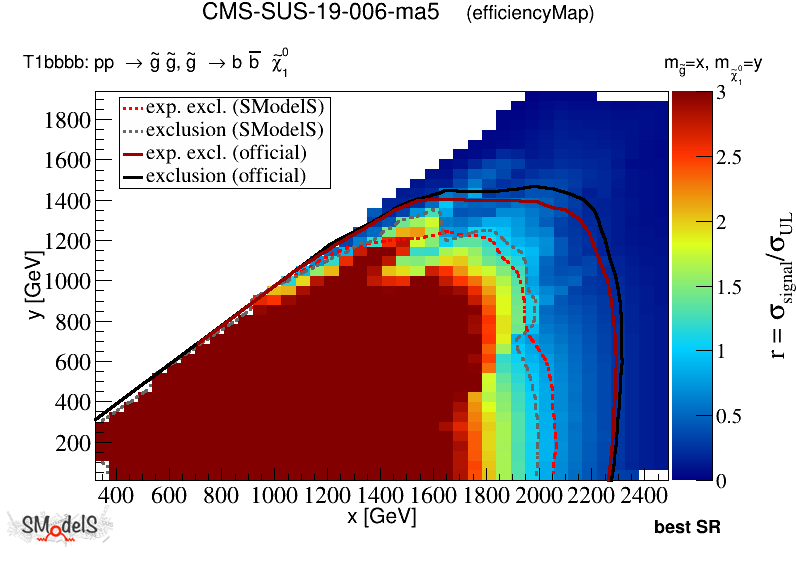 CMS-SUS-19-006-ma5 (efficiencyMap)
T1bbbb: pp → g̃ g̃, g̃ → b b̅ χ̃₁⁰
m_g̃=x, m_χ̃₁⁰=y
exp. excl. (SModelS)
exclusion (SModelS)
exp. excl. (official)
exclusion (official)
1800
1600
1400
1200
1000
800
600
400
200
y [GeV]
400 600 800 1000 1200 1400 1600 1800 2000 2200 2400
x [GeV]
3
2.5
2
1.5
1
0.5
0
r = σ_signal/σ_UL
SModelS
best SR